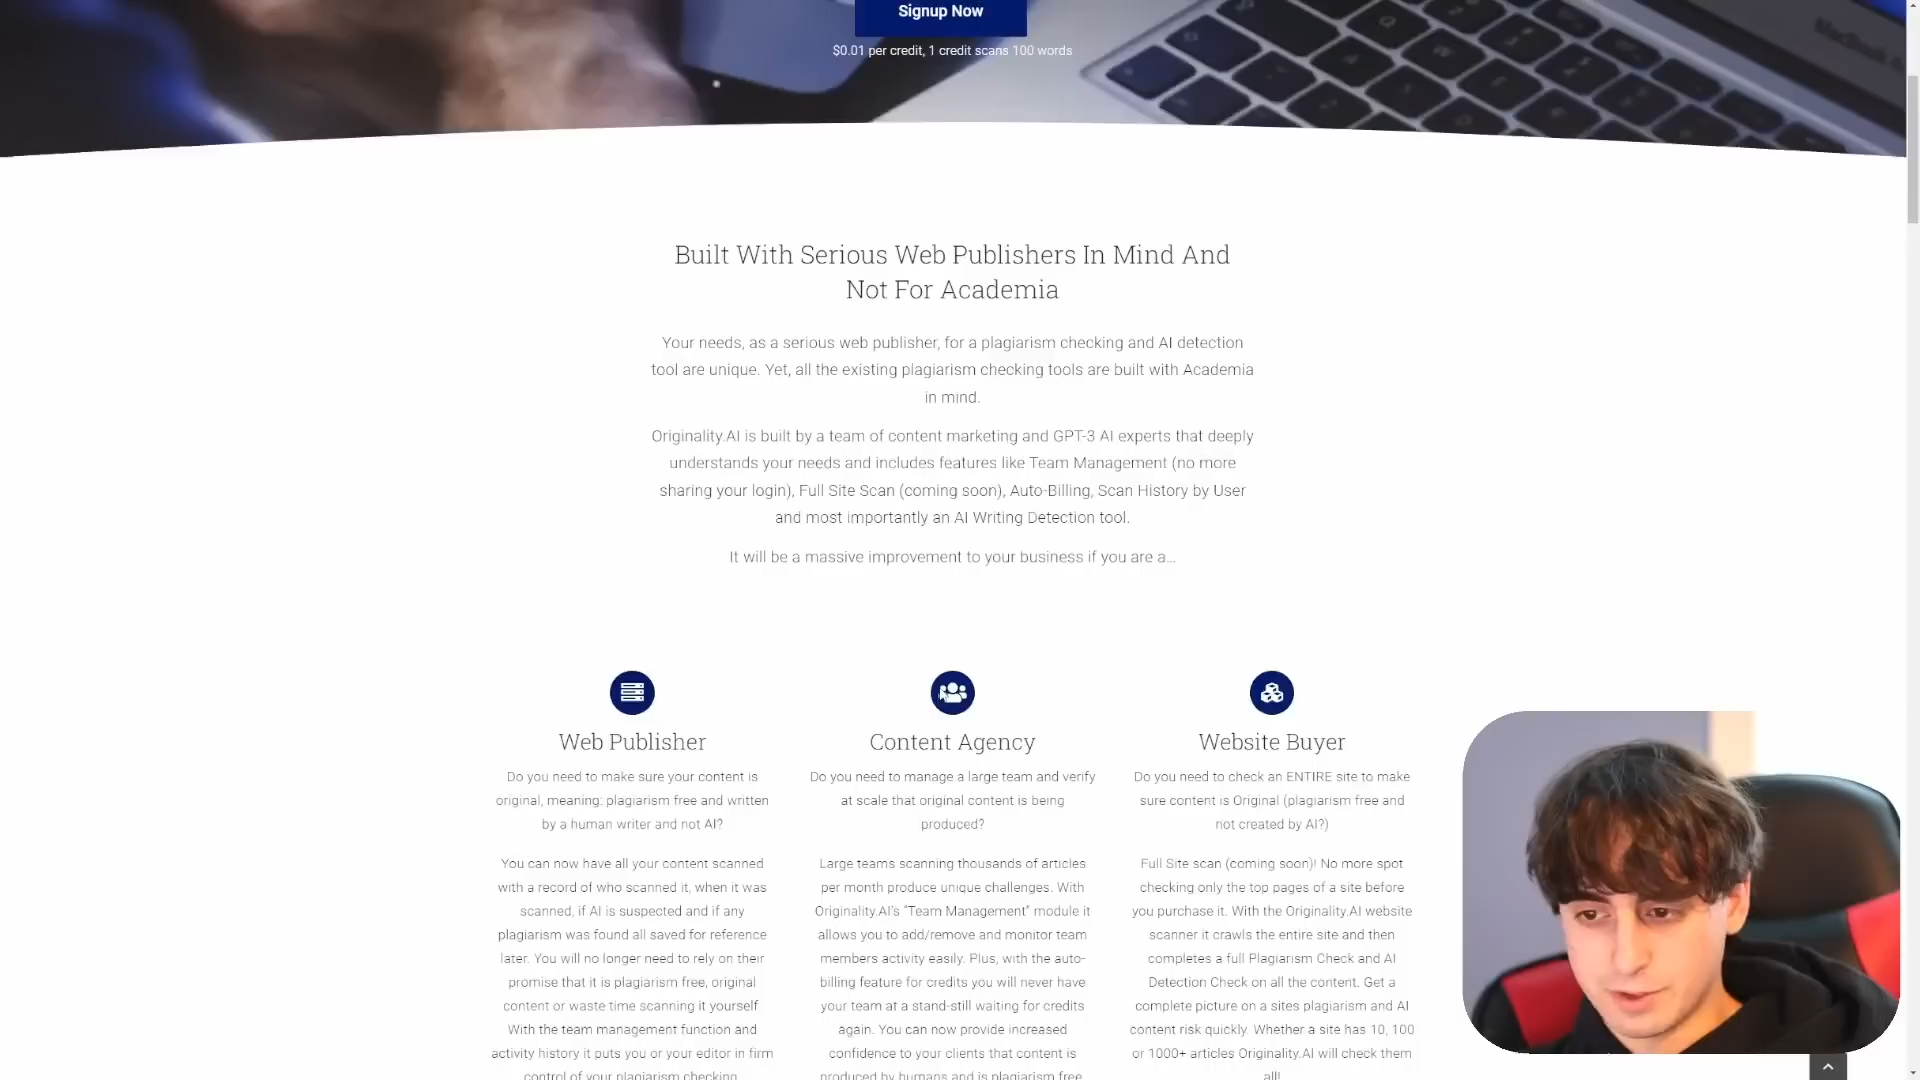 Signup Now
$0.01 per credit, 1 credit scans 100 words
Built With Serious Web Publishers In Mind And
Not For Academia
Your needs, as a serious web publisher, for a plagiarism checking and AI detection
tool are unique. Yet, all the existing plagiarism checking tools are built with Academia
in mind.
Originality.AI is built by a team of content marketing and GPT-3 AI experts that deeply
understands your needs and includes features like Team Management (no more
sharing your login), Full Site Scan (coming soon), Auto-Billing, Scan History by User
and most importantly an AI Writing Detection tool.
It will be a massive improvement to your business if you are a...
Web Publisher
Do you need to make sure your content is
original, meaning: plagiarism free and written
by a human writer and not AI?
You can now have all your content scanned
with a record of who scanned it, when it was
scanned, if AI is suspected and if any
plagiarism was found all saved for reference
later. You will no longer need to rely on their
promise that it is plagiarism free, original
content or waste time scanning it yourself
With the team management function and
activity history it puts you or your editor in firm
control of your plagiarism checking
Content Agency
Do you need to manage a large team and verify
at scale that original content is being
produced?
Large teams scanning thousands of articles
per month produce unique challenges. With
Originality.AI's "Team Management" module it
allows you to add/remove and monitor team
members activity easily. Plus, with the auto-
billing feature for credits you will never have
your team at a stand-still waiting for credits
again. You can now provide increased
confidence to your clients that content is
produced by humans and is plagiarism free
Website Buyer
Do you need to check an ENTIRE site to make
sure content is Original (plagiarism free and
not created by AI?)
Full Site scan (coming soon)! No more spot
checking only the top pages of a site before
you purchase it. With the Originality.AI website
scanner it crawls the entire site and then
completes a full Plagiarism Check and AI
Detection Check on all the content. Get a
complete picture on a sites plagiarism and AI
content risk quickly. Whether a site has 10, 100
or 1000+ articles Originality.AI will check them
all!